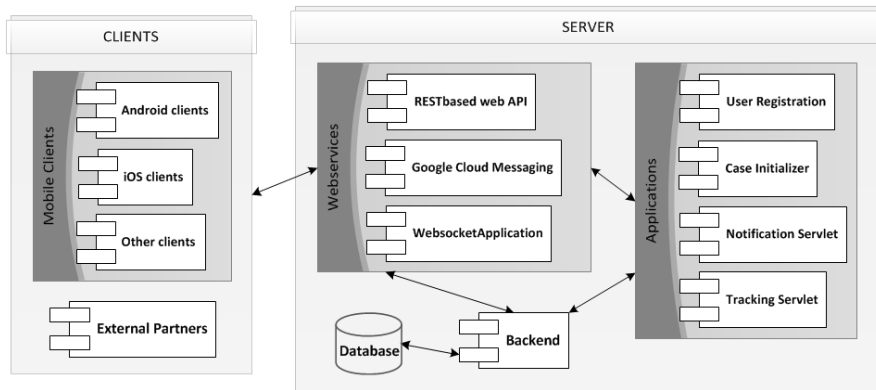 CLIENTS
Mobile Clients
Android clients
iOS clients
Other clients
External Partners
SERVER
Webservices
RESTbased web API
Google Cloud Messaging
WebsocketApplication
Applications
User Registration
Case Initializer
Notification Servlet
Tracking Servlet
Database
Backend